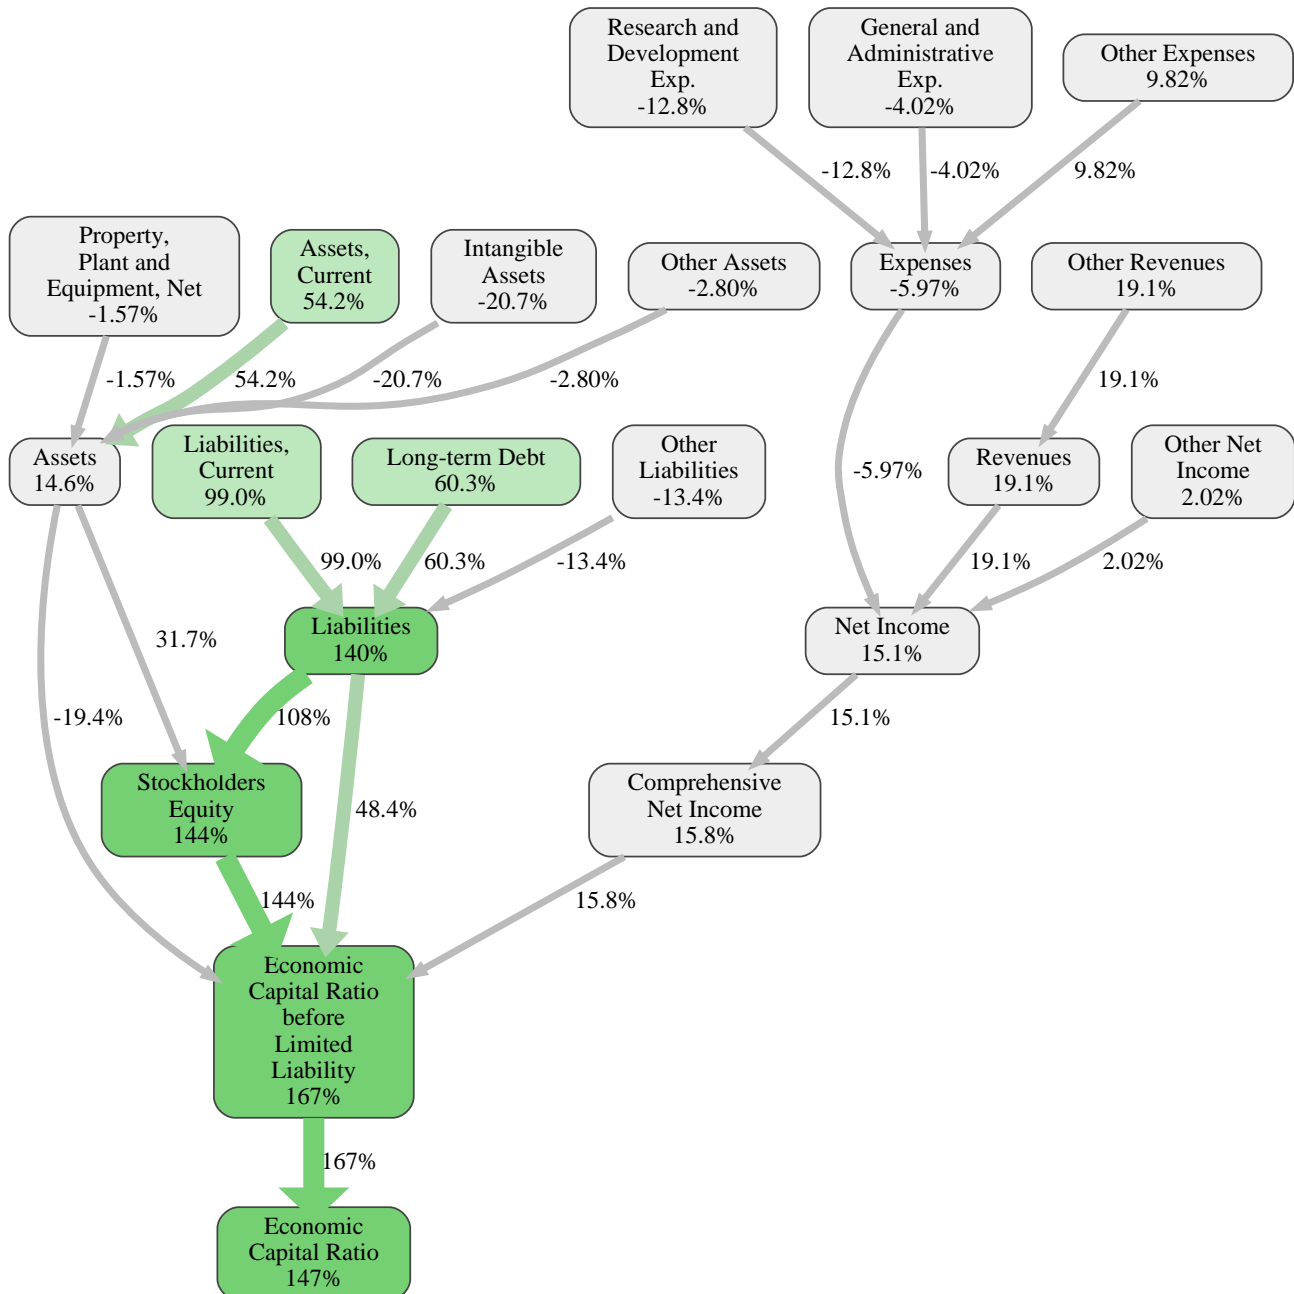 Research and
Development
Exp.
-12.8%
General and
Administrative
Exp.
-4.02%
Other Expenses
9.82%
-12.8%
-4.02%
9.82%
Property,
Plant and
Equipment, Net
-1.57%
Assets,
Current
54.2%
Intangible
Assets
-20.7%
Other Assets
-2.80%
Expenses
-5.97%
Other Revenues
19.1%
-1.57%
54.2%
-20.7%
-2.80%
19.1%
Assets
14.6%
Liabilities,
Current
99.0%
Long-term Debt
60.3%
Other
Liabilities
-13.4%
-5.97%
Revenues
19.1%
Other Net
Income
2.02%
99.0%
60.3%
-13.4%
19.1%
2.02%
31.7%
Liabilities
140%
Net Income
15.1%
-19.4%
108%
15.1%
Stockholders
Equity
144%
48.4%
Comprehensive
Net Income
15.8%
144%
15.8%
Economic
Capital Ratio
before
Limited
Liability
167%
167%
Economic
Capital Ratio
147%